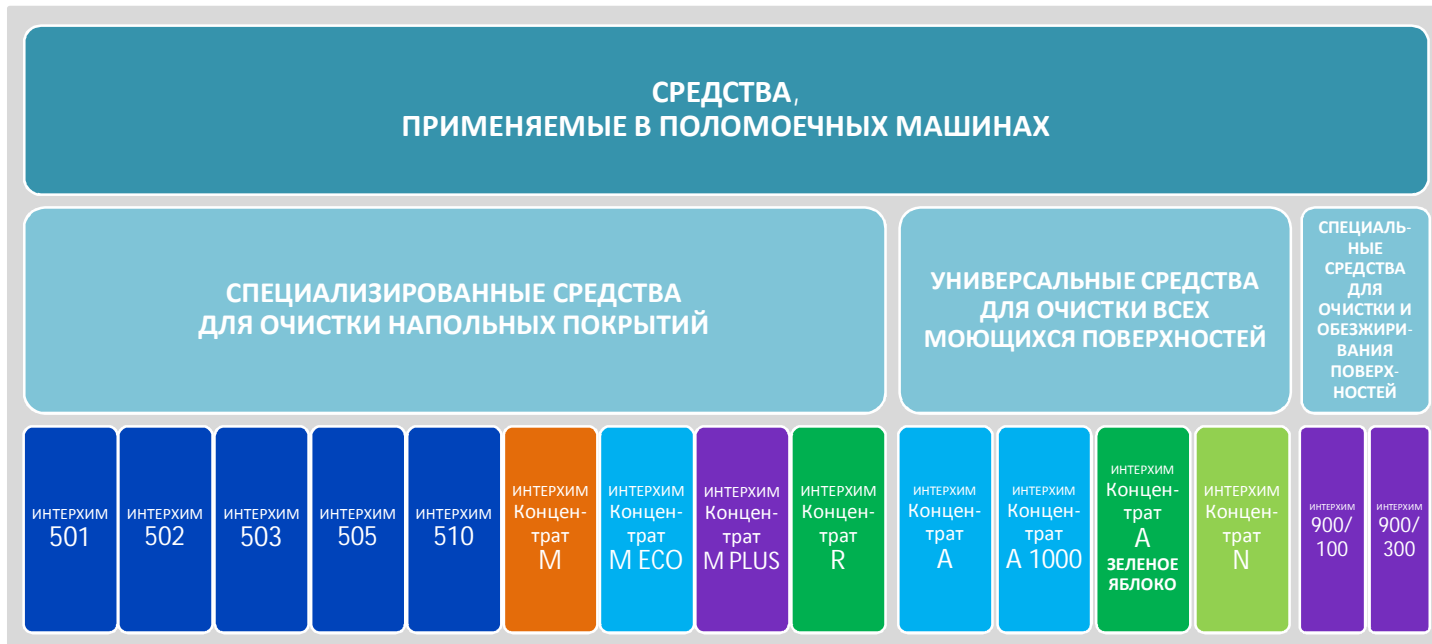 СРЕДСТВА,
ПРИМЕНЯЕМЫЕ В ПОЛОМОЕЧНЫХ МАШИНАХ
СПЕЦИАЛИЗИРОВАННЫЕ СРЕДСТВА
ДЛЯ ОЧИСТКИ НАПОЛЬНЫХ ПОКРЫТИЙ
УНИВЕРСАЛЬНЫЕ СРЕДСТВА
ДЛЯ ОЧИСТКИ ВСЕХ
МОЮЩИХСЯ ПОВЕРХНОСТЕЙ
СПЕЦИАЛЬ-
НЫЕ
СРЕДСТВА
ДЛЯ
ОЧИСТКИ И
ОБЕЗЖИРИ-
ВАНИЯ
ПОВЕРХ-
НОСТЕЙ
ИНТЕРХИМ
501
ИНТЕРХИМ
502
ИНТЕРХИМ
503
ИНТЕРХИМ
505
ИНТЕРХИМ
510
ИНТЕРХИМ
Концен-
трат
M
ИНТЕРХИМ
Концен-
трат
M ECO
ИНТЕРХИМ
Концен-
трат
M PLUS
ИНТЕРХИМ
Концен-
трат
R
ИНТЕРХИМ
Концен-
трат
A
ИНТЕРХИМ
Концен-
трат
A 1000
ИНТЕРХИМ
Концен-
трат
A
ЗЕЛЕНОЕ
ЯБЛОКО
ИНТЕРХИМ
Концен-
трат
N
ИНТЕРХИМ
900/
100
ИНТЕРХИМ
900/
300